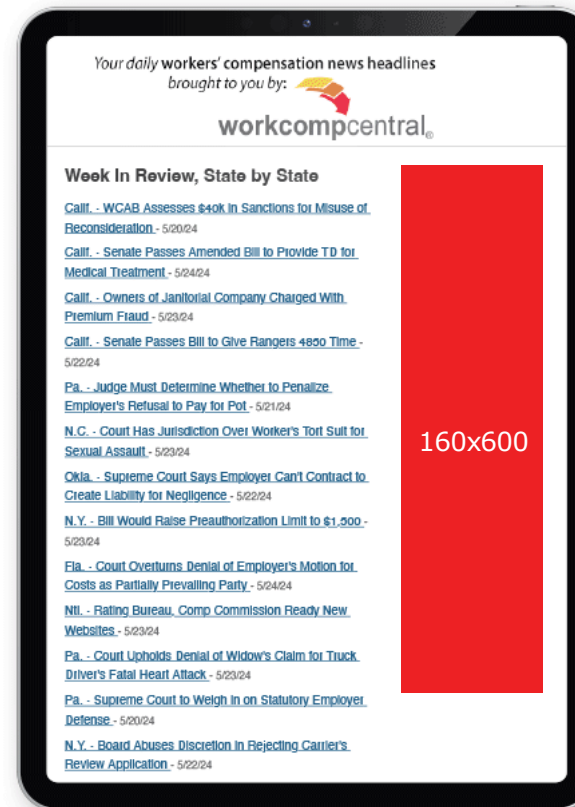 Your daily workers' compensation news headlines
brought to you by:
workcompcentral®
Week In Review, State by State
Calif. - WCAB Assesses $40k in Sanctions for Misuse of
Reconsideration - 5/20/24
Calif. - Senate Passes Amended Bill to Provide TD for
Medical Treatment - 5/24/24
Calif. - Owners of Janitorial Company Charged With
Premium Fraud - 5/23/24
Calif. - Senate Passes Bill to Give Rangers 4850 Time -
5/22/24
Pa. - Judge Must Determine Whether to Penalize
Employer's Refusal to Pay for Pot - 5/21/24
N.C. - Court Has Jurisdiction Over Worker's Tort Suit for
Sexual Assault - 5/23/24
Okla. - Supreme Court Says Employer Can't Contract to
Create Liability for Negligence - 5/22/24
N.Y. - Bill Would Raise Preauthorization Limit to $1,500 -
5/23/24
Fla. - Court Overturns Denial of Employer's Motion for
Costs as Partially Prevailing Party - 5/24/24
Ntl. - Rating Bureau, Comp Commission Ready New
Websites - 5/23/24
Pa. - Court Upholds Denial of Widow's Claim for Truck
Driver's Fatal Heart Attack - 5/23/24
Pa. - Supreme Court to Weigh in on Statutory Employer
Defense - 5/20/24
N.Y. - Board Abuses Discretion in Rejecting Carrier's
Review Application - 5/22/24
160x600